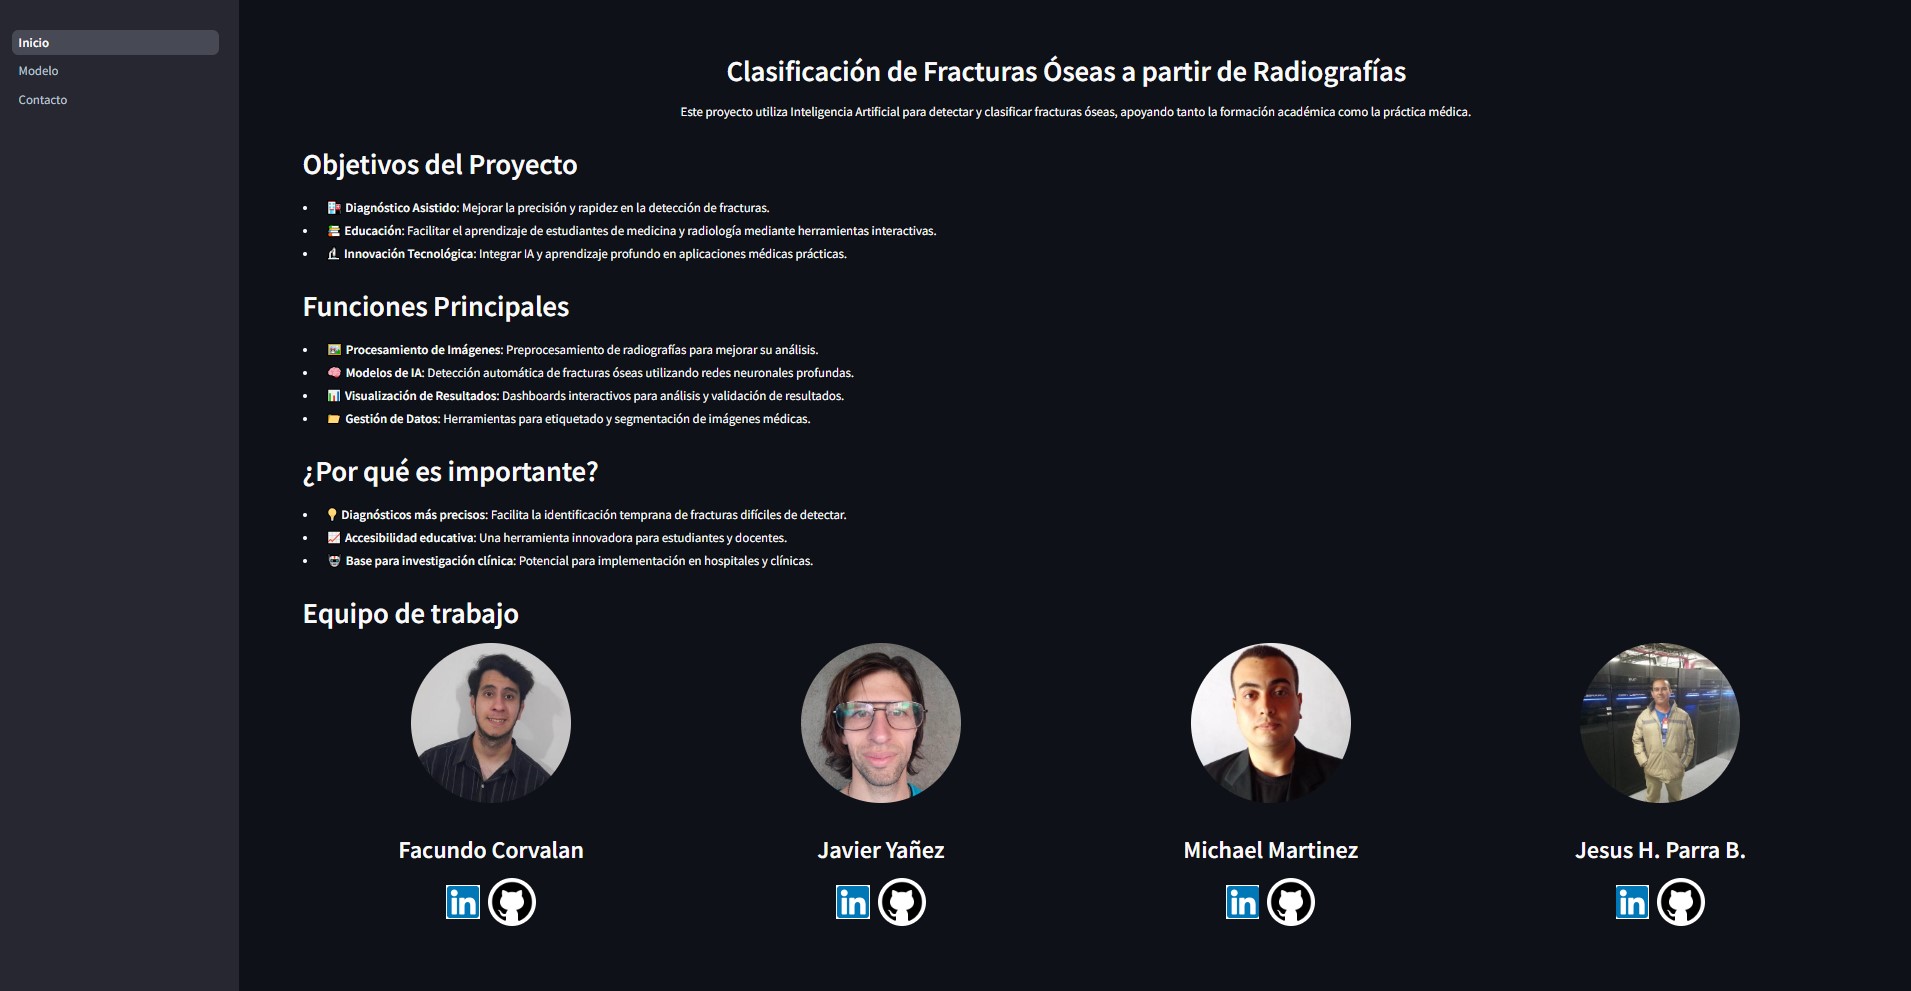 Inicio
Modelo
Contacto
Clasificación de Fracturas Óseas a partir de Radiografías
Este proyecto utiliza Inteligencia Artificial para detectar y clasificar fracturas óseas, apoyando tanto la formación académica como la práctica médica.
Objetivos del Proyecto
Diagnóstico Asistido: Mejorar la precisión y rapidez en la detección de fracturas.
Educación: Facilitar el aprendizaje de estudiantes de medicina y radiología mediante herramientas interactivas.
Innovación Tecnológica: Integrar IA y aprendizaje profundo en aplicaciones médicas prácticas.
Funciones Principales
Procesamiento de Imágenes: Preprocesamiento de radiografías para mejorar su análisis.
Modelos de IA: Detección automática de fracturas óseas utilizando redes neuronales profundas.
Visualización de Resultados: Dashboards interactivos para análisis y validación de resultados.
Gestión de Datos: Herramientas para etiquetado y segmentación de imágenes médicas.
¿Por qué es importante?
Diagnósticos más precisos: Facilita la identificación temprana de fracturas difíciles de detectar.
Accesibilidad educativa: Una herramienta innovadora para estudiantes y docentes.
Base para investigación clínica: Potencial para implementación en hospitales y clínicas.
Equipo de trabajo
Facundo Corvalan
Javier Yañez
Michael Martinez
Jesus H. Parra B.
in
in
in
in